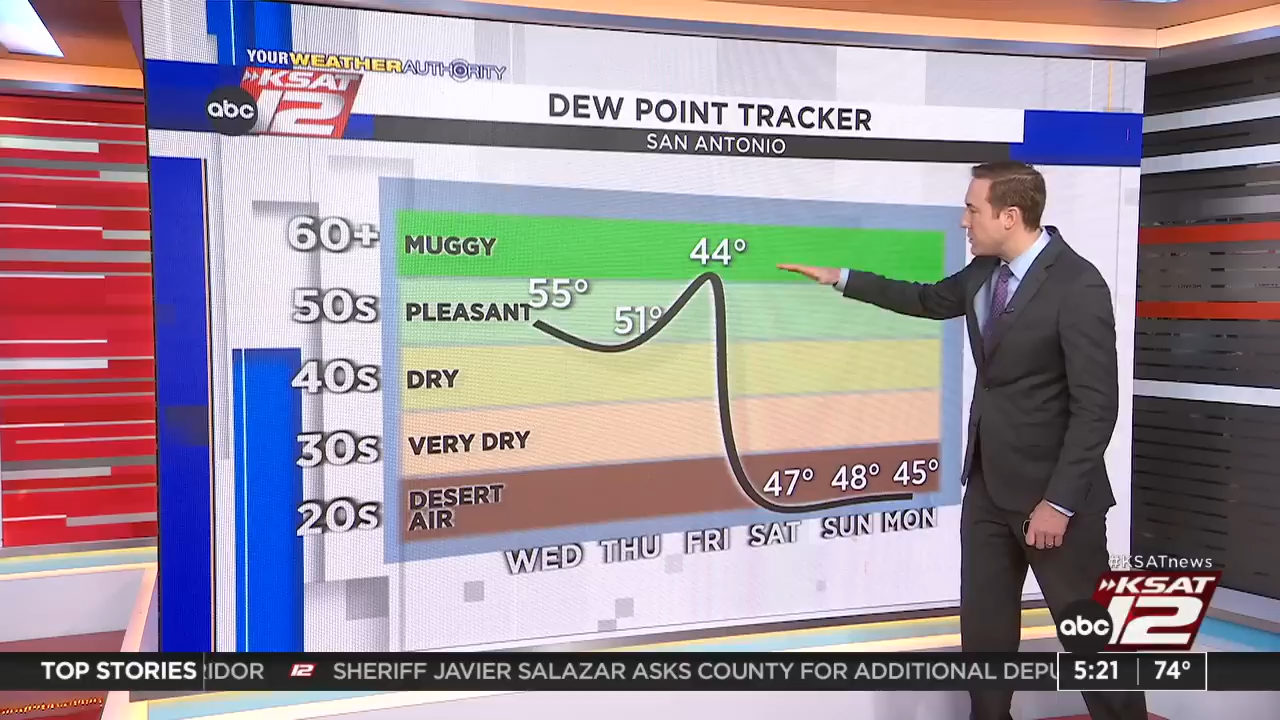 YOUR WEATHER AUTHORITY
KSAT
abc 12
DEW POINT TRACKER
SAN ANTONIO
60+ MUGGY
50s PLEASANT
40s DRY
30s VERY DRY
20s DESERT AIR
55°
51°
44°
47° 48° 45°
WED THU FRI SAT SUN MON
#KSATnews
KSAT
abc 12
TOP STORIES RIDOR 12 SHERIFF JAVIER SALAZAR ASKS COUNTY FOR ADDITIONAL DEPU 5:21 74°